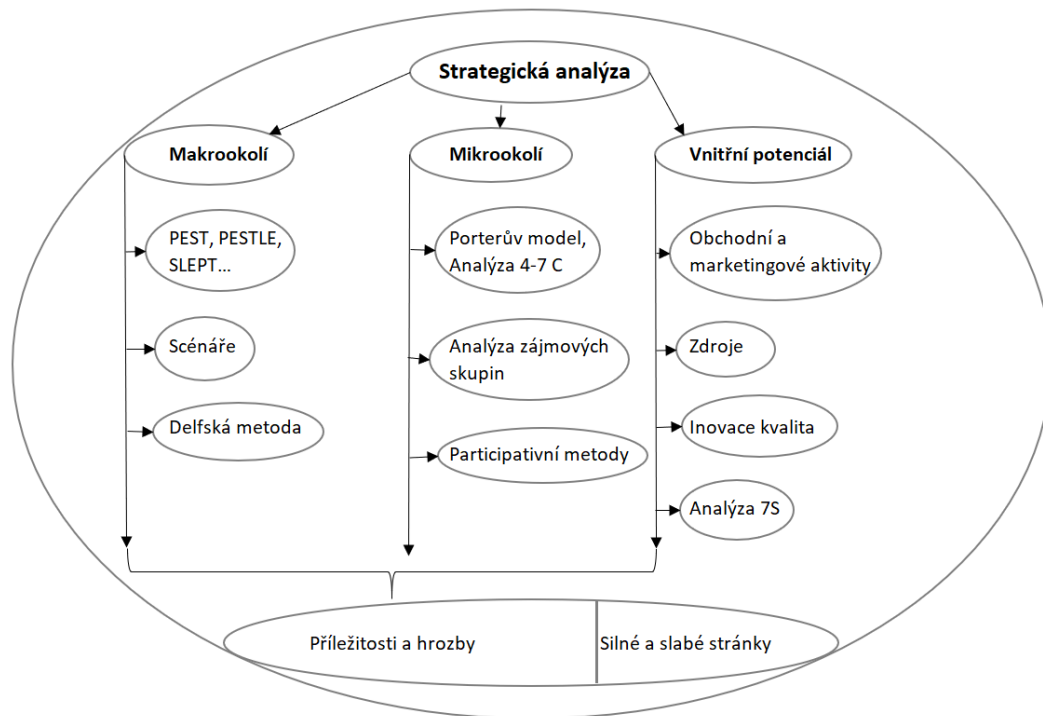 Strategická analýza
Makrookolí
Mikrookolí
Vnitřní potenciál
PEST, PESTLE,
SLEPT...
Porterův model,
Analýza 4-7 C
Obchodní a
marketingové aktivity
Scénáře
Analýza zájmových
skupin
Zdroje
Delfská metoda
Participativní metody
Inovace kvalita
Analýza 7S
Příležitosti a hrozby
Silné a slabé stránky